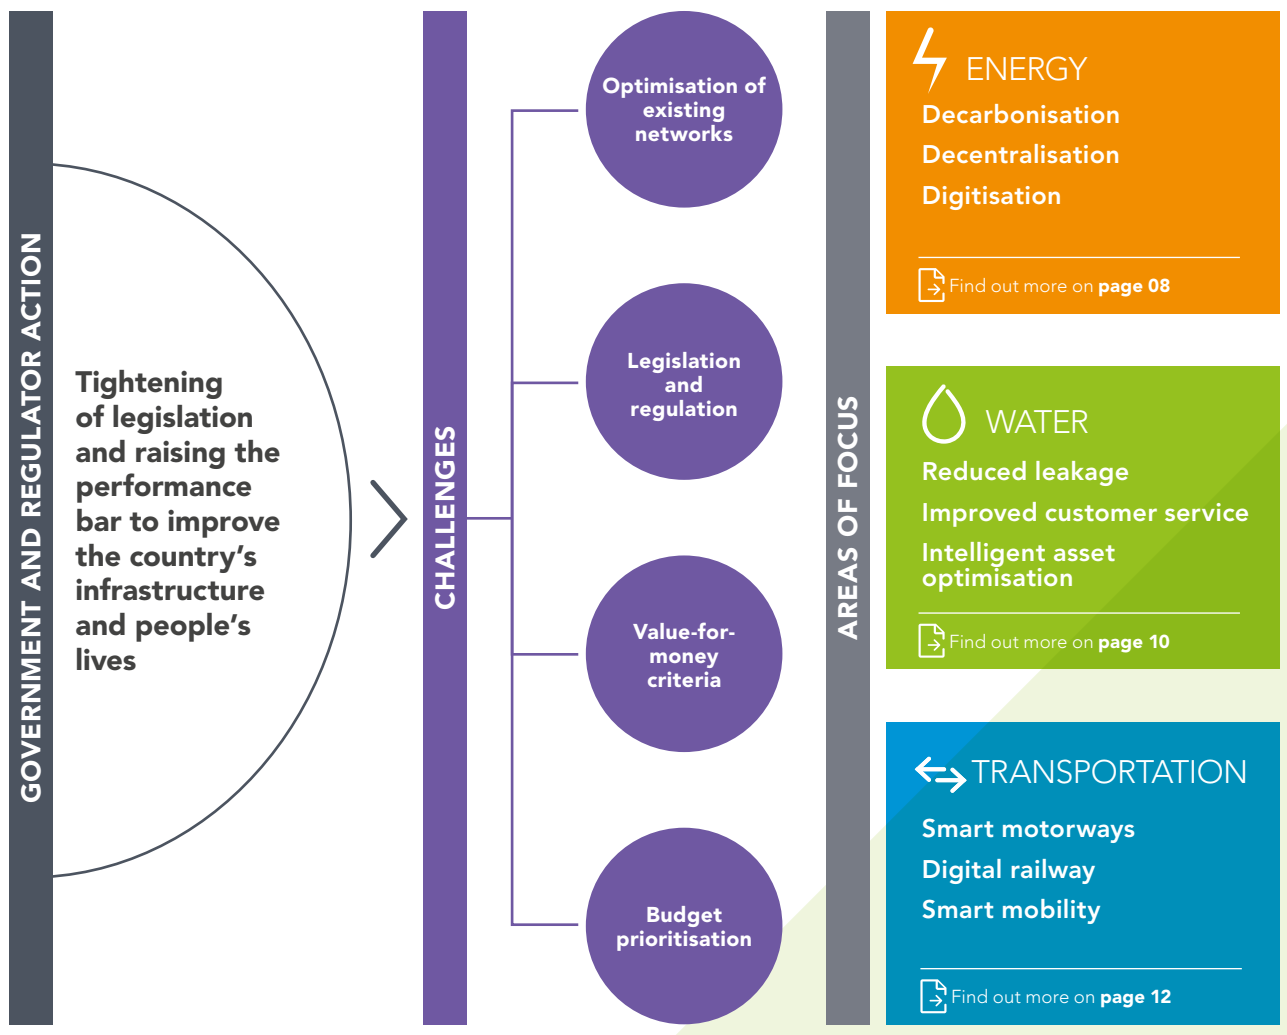 GOVERNMENT AND REGULATOR ACTION
Tightening
of legislation
and raising the
performance
bar to improve
the country's
infrastructure
and people's
lives
CHALLENGES
Optimisation of
existing
networks
Legislation
and
regulation
Value-for-
money
criteria
Budget
prioritisation
AREAS OF FOCUS
ENERGY
Decarbonisation
Decentralisation
Digitisation
Find out more on page 08
WATER
Reduced leakage
Improved customer service
Intelligent asset
optimisation
Find out more on page 10
TRANSPORTATION
Smart motorways
Digital railway
Smart mobility
Find out more on page 12